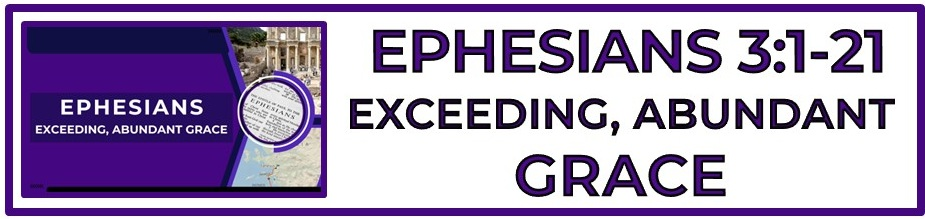 EPHESIANS
EXCEEDING, ABUNDANT GRACE
EPHESIANS
EPHESIANS 3:1-21
EXCEEDING, ABUNDANT
GRACE